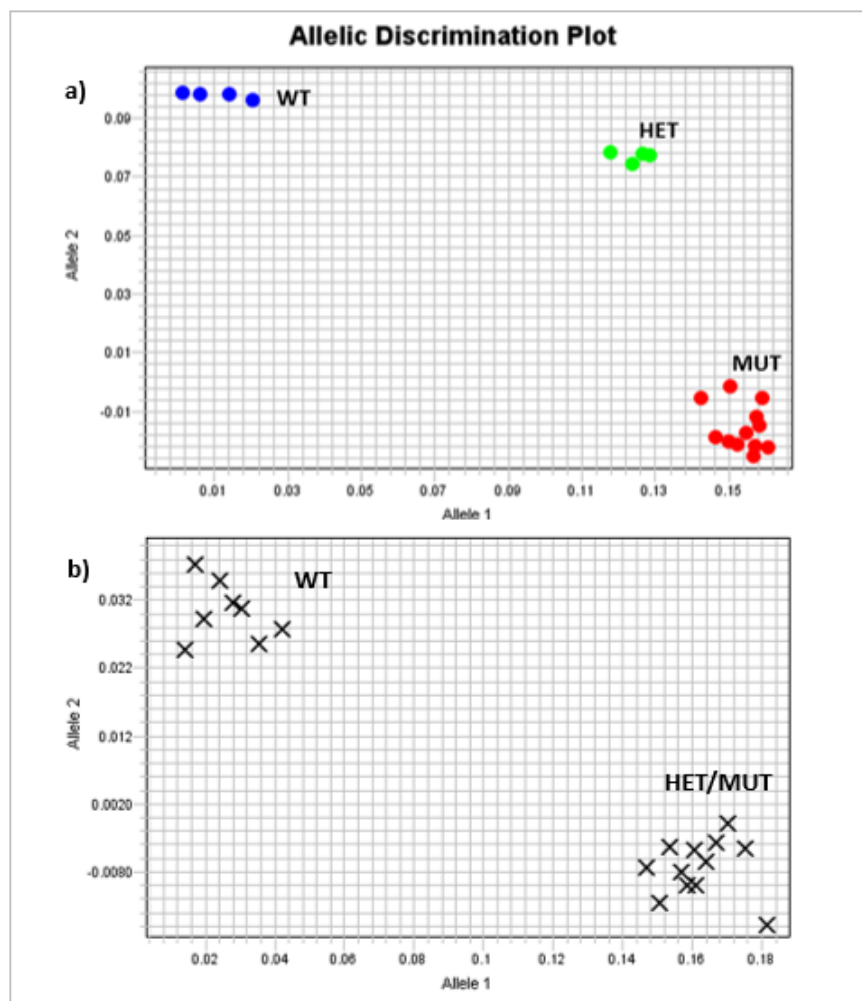 Allelic Discrimination Plot
a)
WT
HET
MUT
Allele 2
0.09
0.07
0.05
0.03
0.01
-0.01
0.01 0.03 0.05 0.07 0.09 0.11 0.13 0.15
Allele 1
b)
WT
HET/MUT
Allele 2
0.032
0.022
0.012
0.0020
-0.0080
0.02 0.04 0.06 0.08 0.1 0.12 0.14 0.16 0.18
Allele 1